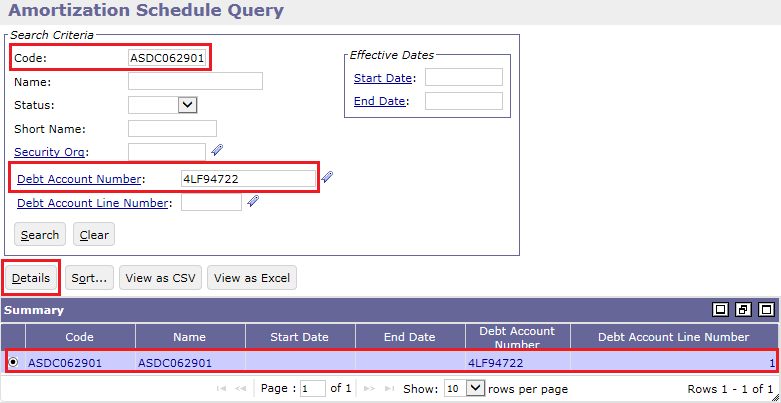 Amortization Schedule Query
Search Criteria
Code: ASDC062901
Effective Dates
Name:
Start Date:
Status:
End Date:
Short Name:
Security Org:
Debt Account Number: 4LF94722
Debt Account Line Number:
Search Clear
Details Sort... View as CSV View as Excel
Summary
Code Name Start Date End Date Debt Account Number Debt Account Line Number
ASDC062901 ASDC062901 4LF94722 1
Page : 1 of 1 Show: 10 rows per page Rows 1 - 1 of 1